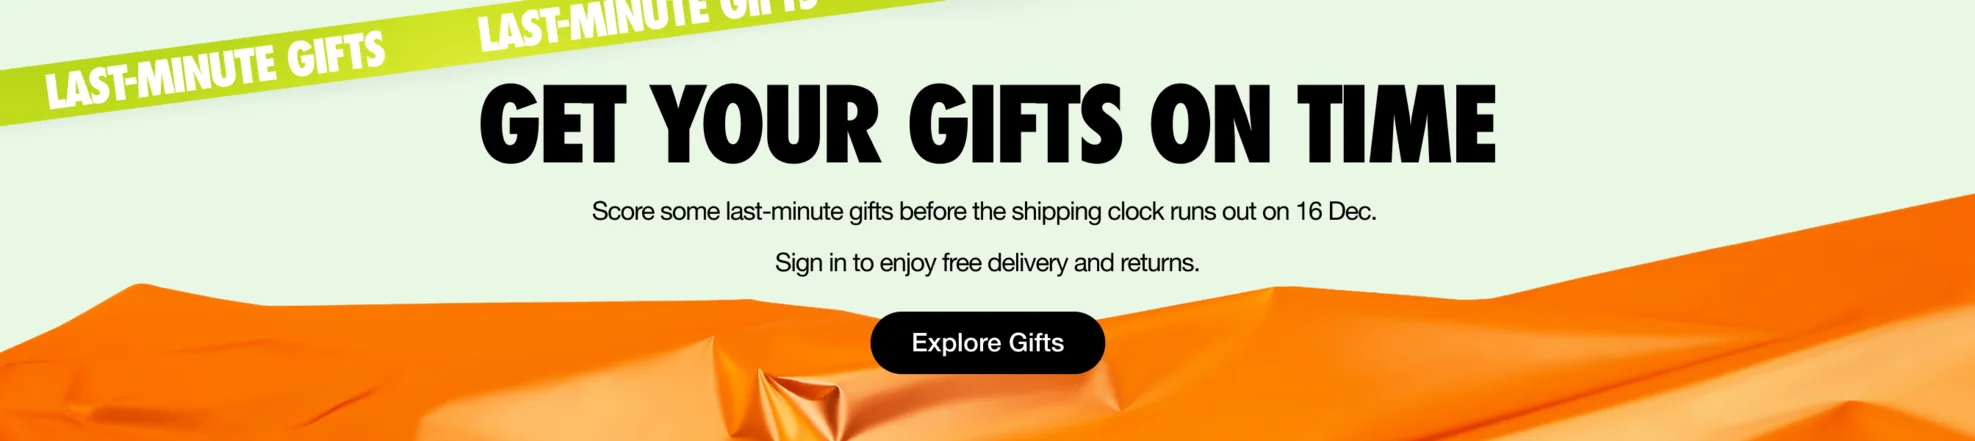 LAST-MINUTE GIFTS
LAST-MINUTE GIFTS
GET YOUR GIFTS ON TIME
Score some last-minute gifts before the shipping clock runs out on 16 Dec.
Sign in to enjoy free delivery and returns.
Explore Gifts